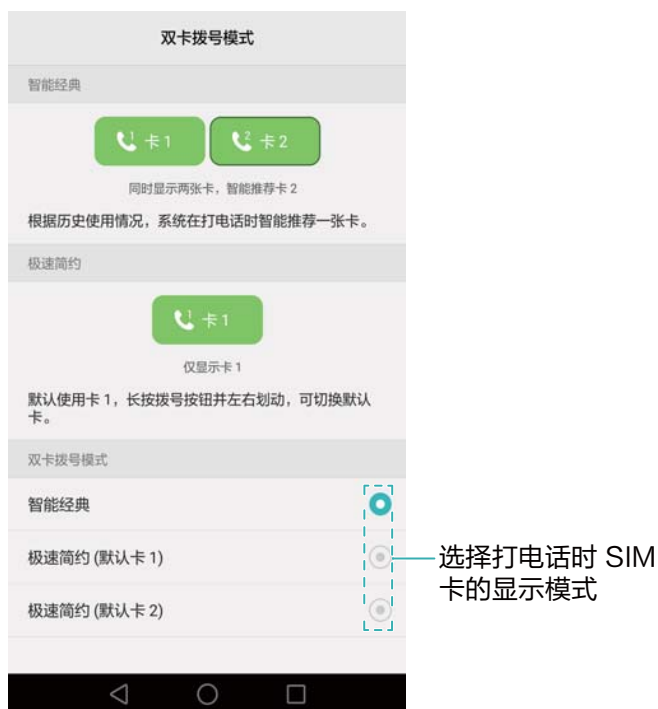 双卡拨号模式
智能经典
1 卡 1
2 卡 2
同时显示两张卡，智能推荐卡 2
根据历史使用情况，系统在打电话时智能推荐一张卡。
极速简约
1 卡 1
仅显示卡 1
默认使用卡 1，长按拨号按钮并左右划动，可切换默认
卡。
双卡拨号模式
智能经典
极速简约 (默认卡 1)
极速简约 (默认卡 2)
选择打电话时 SIM
卡的显示模式